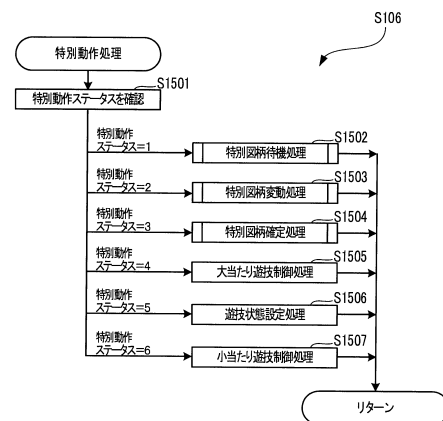 S106
特別動作処理
S1501
特別動作ステータスを確認
特別動作
ステータス=1
S1502
特別図柄待機処理
特別動作
ステータス=2
S1503
特別図柄変動処理
特別動作
ステータス=3
S1504
特別図柄確定処理
特別動作
ステータス=4
S1505
大当たり遊技制御処理
特別動作
ステータス=5
S1506
遊技状態設定処理
特別動作
ステータス=6
S1507
小当たり遊技制御処理
リターン